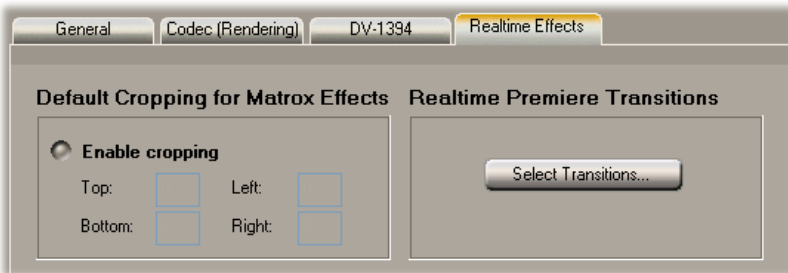 General Codec (Rendering) DV-1394 Realtime Effects
Default Cropping for Matrox Effects
Enable cropping
Top: Left:
Bottom: Right:
Realtime Premiere Transitions
Select Transitions...